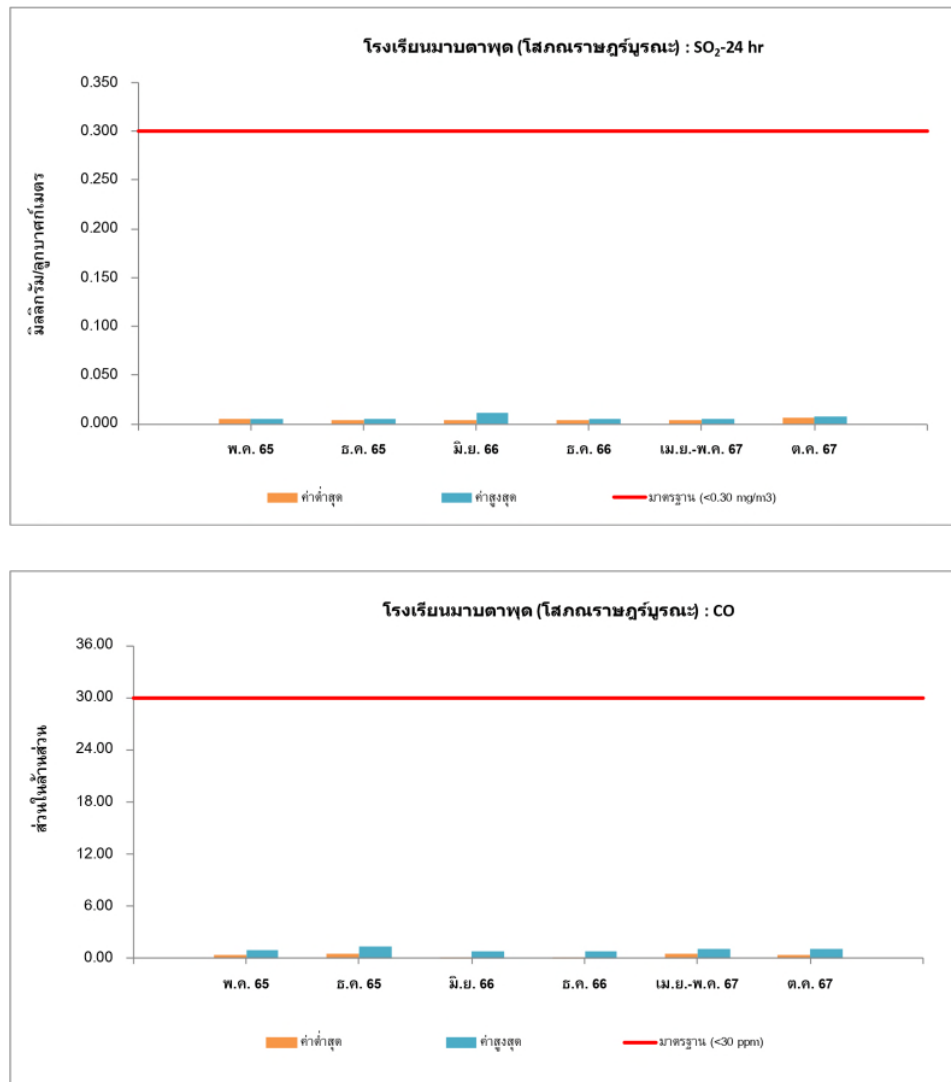 โรงเรียนมาบตาพุด (โสภณราษฎร์บูรณะ) : SO₂-24 hr
มิลลิกรัม/ลูกบาศก์เมตร
0.350
0.300
0.250
0.200
0.150
0.100
0.050
0.000
พ.ค. 65 ธ.ค. 65 มิ.ย. 66 ธ.ค. 66 เม.ย.-พ.ค. 67 ต.ค. 67
ค่าต่ำสุด ค่าสูงสุด มาตรฐาน (<0.30 mg/m3)
โรงเรียนมาบตาพุด (โสภณราษฎร์บูรณะ) : CO
ส่วนในล้านส่วน
36.00
30.00
24.00
18.00
12.00
6.00
0.00
พ.ค. 65 ธ.ค. 65 มิ.ย. 66 ธ.ค. 66 เม.ย.-พ.ค. 67 ต.ค. 67
ค่าต่ำสุด ค่าสูงสุด มาตรฐาน (<30 ppm)